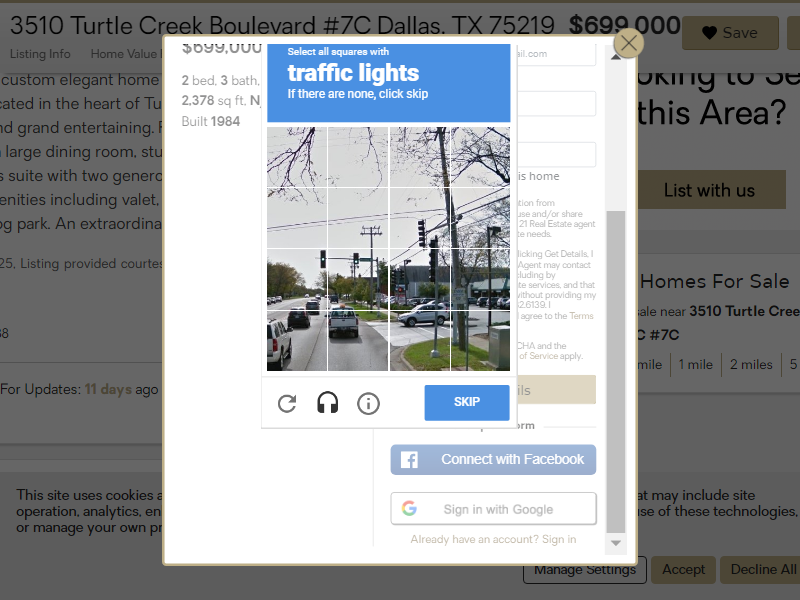 3510 Turtle Creek Boulevard #7C Dallas, TX 75219 $699,000
Save
Listing Info Home Value
custom elegant home
cated in the heart of Tu
nd grand entertaining.
large dining room, stu
s suite with two genero
enities including valet,
og park. An extraordina
25, Listing provided courtes
38
For Updates: 11 days ago
$699,000
2 bed, 3 bath,
2,378 sq ft.
Built 1984
Select all squares with
traffic lights
If there are none, click skip
SKIP
ail.com
is home
tion from
use and/or share
21 Real Estate agent
te needs.
licking Get Details, I
Agent may contact
cluding by
te services, and that
without providing my
12.6139. I
I agree to the Terms
CHA and the
of Service apply.
ils
orm
Connect with Facebook
Sign in with Google
Already have an account? Sign in
oking to Se
this Area?
List with us
Homes For Sale
sale near 3510 Turtle Cree
C #7C
mile 1 mile 2 miles 5
This site uses cookies a
operation, analytics, en
or manage your own pr
at may include site
use of these technologies,
Manage Settings
Accept
Decline All